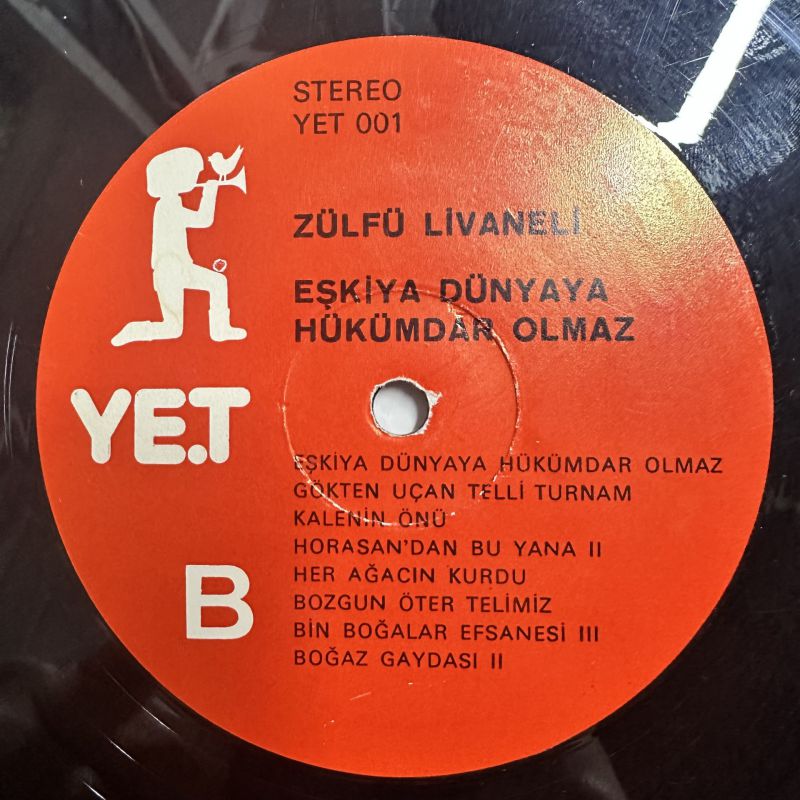 STEREO
YET 001
ZÜLFÜ LİVANELİ
EŞKİYA DÜNYAYA
HÜKÜMDAR OLMAZ
YE.T
EŞKİYA DÜNYAYA HÜKÜMDAR OLMAZ
GÖKTEN UÇAN TELLİ TURNAM
KALENİN ÖNÜ
HORASAN'DAN BU YANA II
HER AĞACIN KURDU
BOZGUN ÖTER TELİMİZ
BİN BOĞALAR EFSANESİ III
BOĞAZ GAYDASI II
B